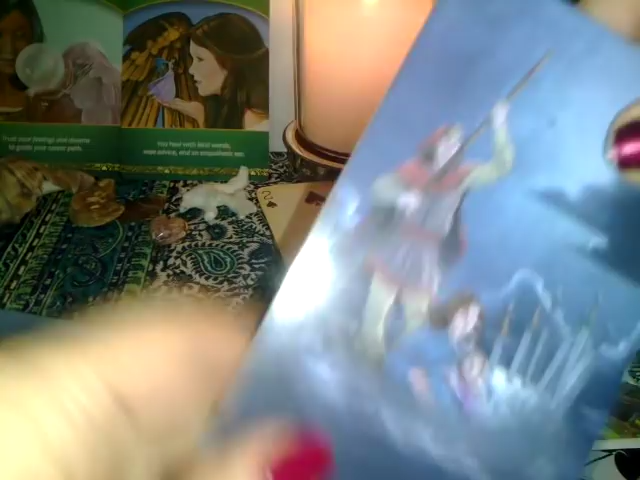 Trust your feelings and dreams
to guide your secret path.
You heal with kind words,
wise advice, and an empathetic ear.